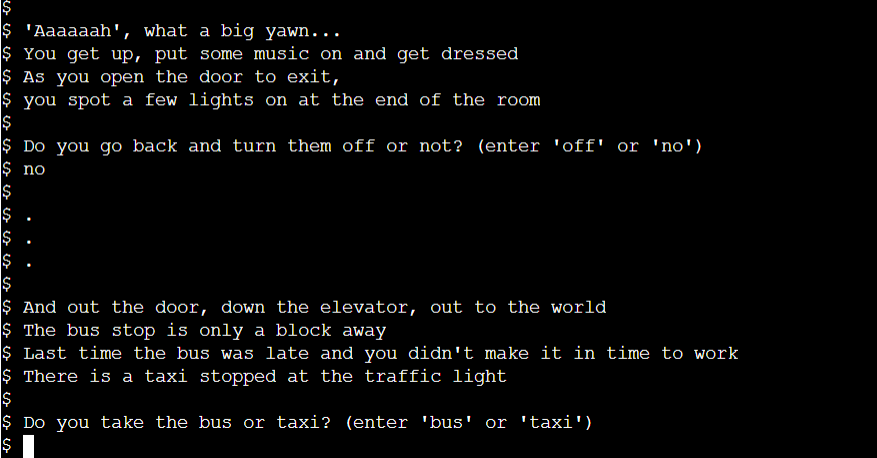 $
$ 'Aaaaaah', what a big yawn...
$ You get up, put some music on and get dressed
$ As you open the door to exit,
$ you spot a few lights on at the end of the room
$
$ Do you go back and turn them off or not? (enter 'off' or 'no')
$ no
$
$ .
$ .
$ .
$
$ And out the door, down the elevator, out to the world
$ The bus stop is only a block away
$ Last time the bus was late and you didn't make it in time to work
$ There is a taxi stopped at the traffic light
$
$ Do you take the bus or taxi? (enter 'bus' or 'taxi')
$